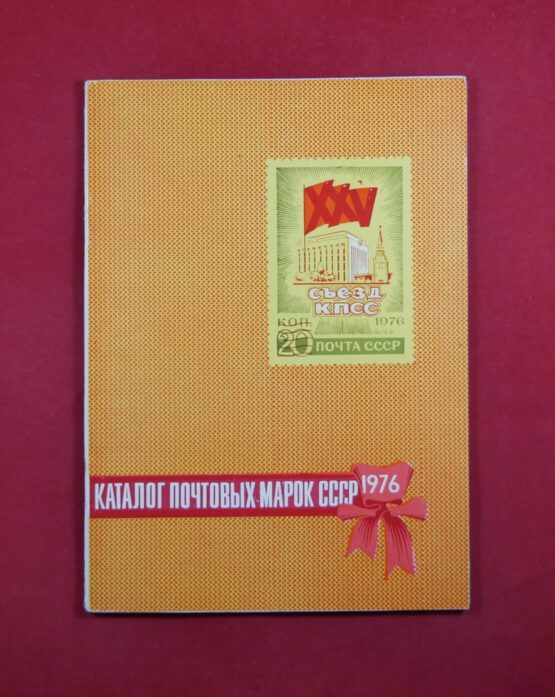 XXV
съезд
КПСС
КОП. 1976
20 ПОЧТА СССР
КАТАЛОГ ПОЧТОВЫХ МАРОК СССР 1976